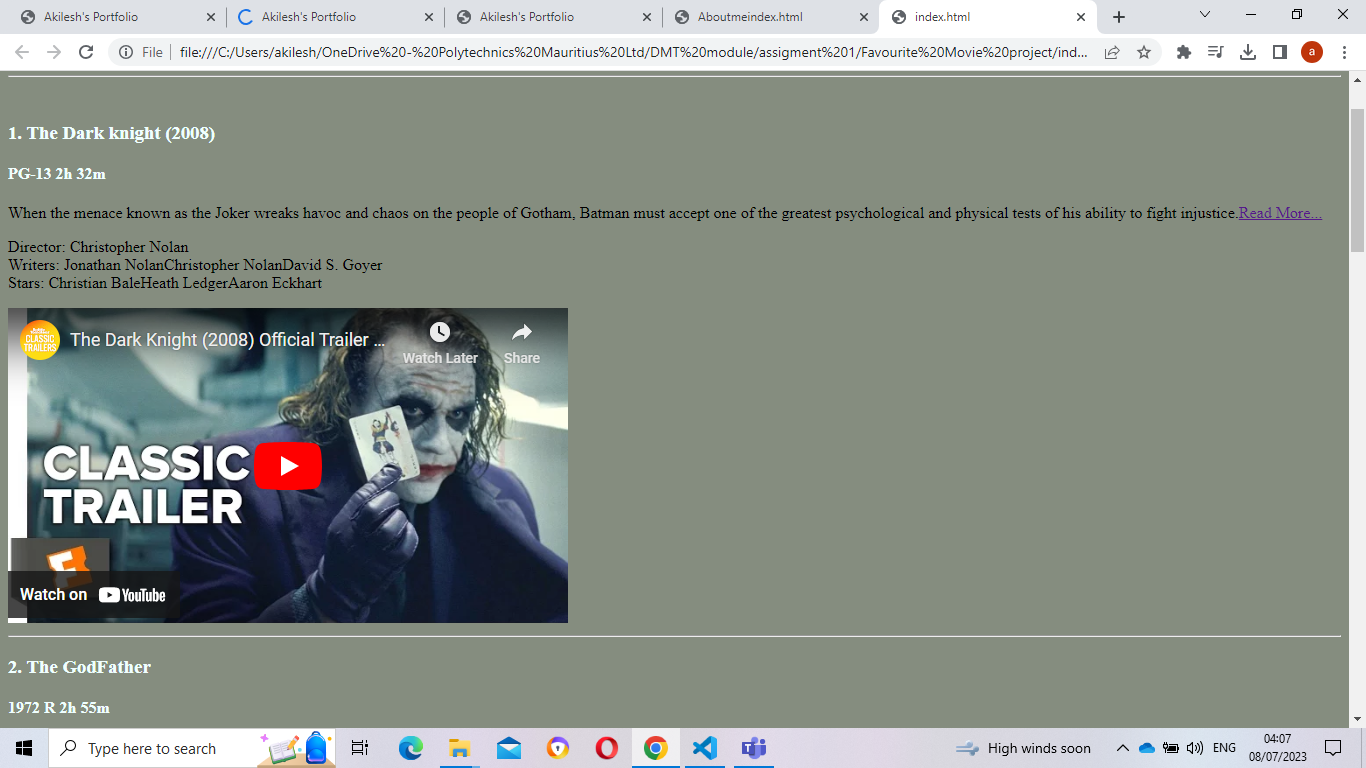 Akilesh's Portfolio
Akilesh's Portfolio
Akilesh's Portfolio
Aboutmeindex.html
index.html
File
file:///C:/Users/akilesh/OneDrive%20-%20Polytechnics%20Mauritius%20Ltd/DMT%20module/assigment%201/Favourite%20Movie%20project/ind...
a
1. The Dark knight (2008)
PG-13 2h 32m
When the menace known as the Joker wreaks havoc and chaos on the people of Gotham, Batman must accept one of the greatest psychological and physical tests of his ability to fight injustice.Read More...
Director: Christopher Nolan
Writers: Jonathan NolanChristopher NolanDavid S. Goyer
Stars: Christian BaleHeath LedgerAaron Eckhart
CLASSIC
TRAILERS
The Dark Knight (2008) Official Trailer ...
Watch Later
Share
CLASSIC
TRAILER
Watch on YouTube
2. The GodFather
1972 R 2h 55m
Type here to search
High winds soon
ENG
04:07
08/07/2023